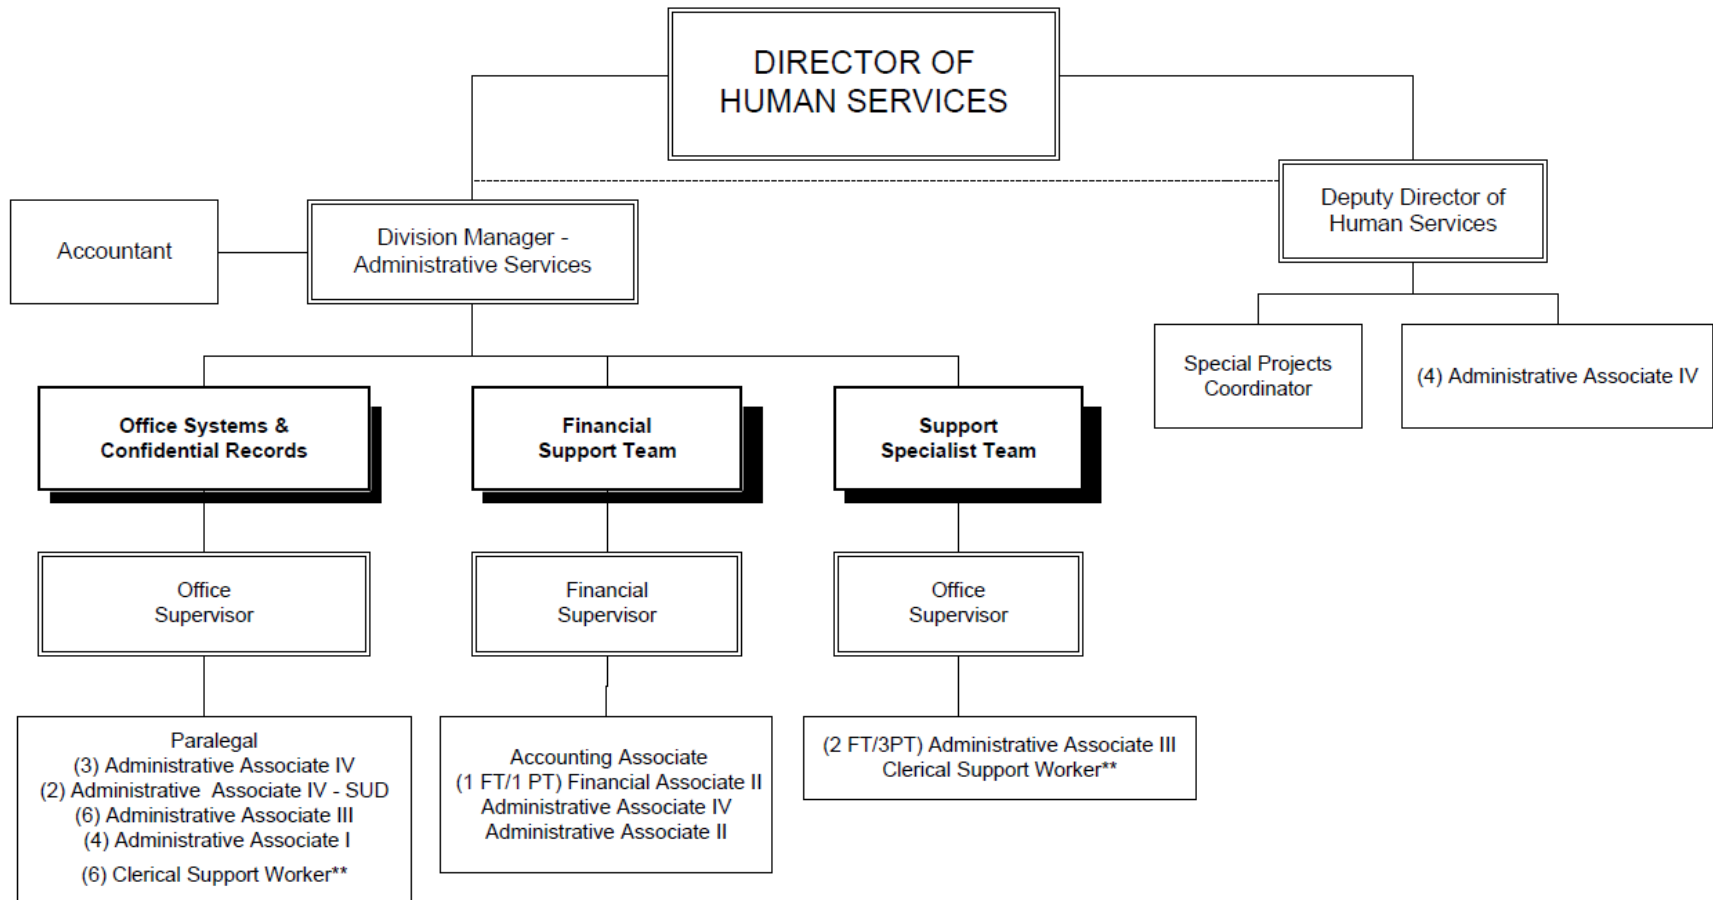 DIRECTOR OF
HUMAN SERVICES
Deputy Director of
Human Services
Accountant
Division Manager -
Administrative Services
Special Projects
Coordinator
(4) Administrative Associate IV
Office Systems &
Confidential Records
Financial
Support Team
Support
Specialist Team
Office
Supervisor
Financial
Supervisor
Office
Supervisor
Paralegal
(3) Administrative Associate IV
(2) Administrative Associate IV - SUD
(6) Administrative Associate III
(4) Administrative Associate I
(6) Clerical Support Worker**
Accounting Associate
(1 FT/1 PT) Financial Associate II
Administrative Associate IV
Administrative Associate II
(2 FT/3PT) Administrative Associate III
Clerical Support Worker**